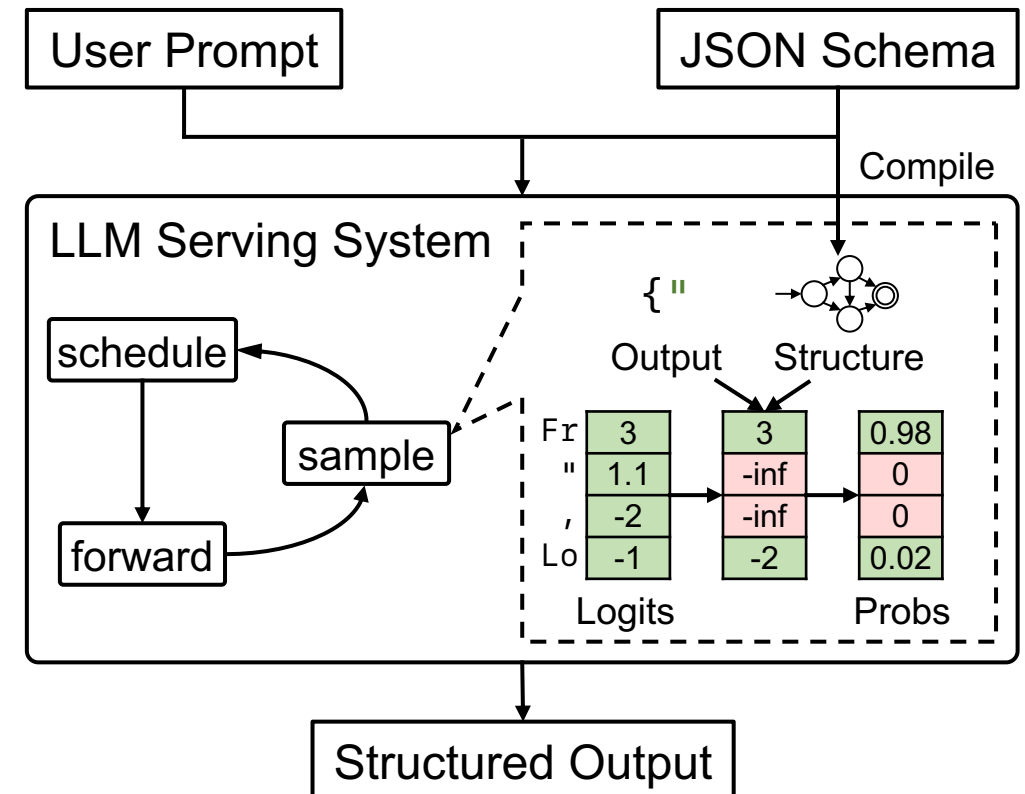 User Prompt
JSON Schema
Compile
LLM Serving System
{"
Output
Structure
schedule
sample
forward
Fr 3 3 0.98
" 1.1 -inf 0
, -2 -inf 0
Lo -1 -2 0.02
Logits
Probs
Structured Output